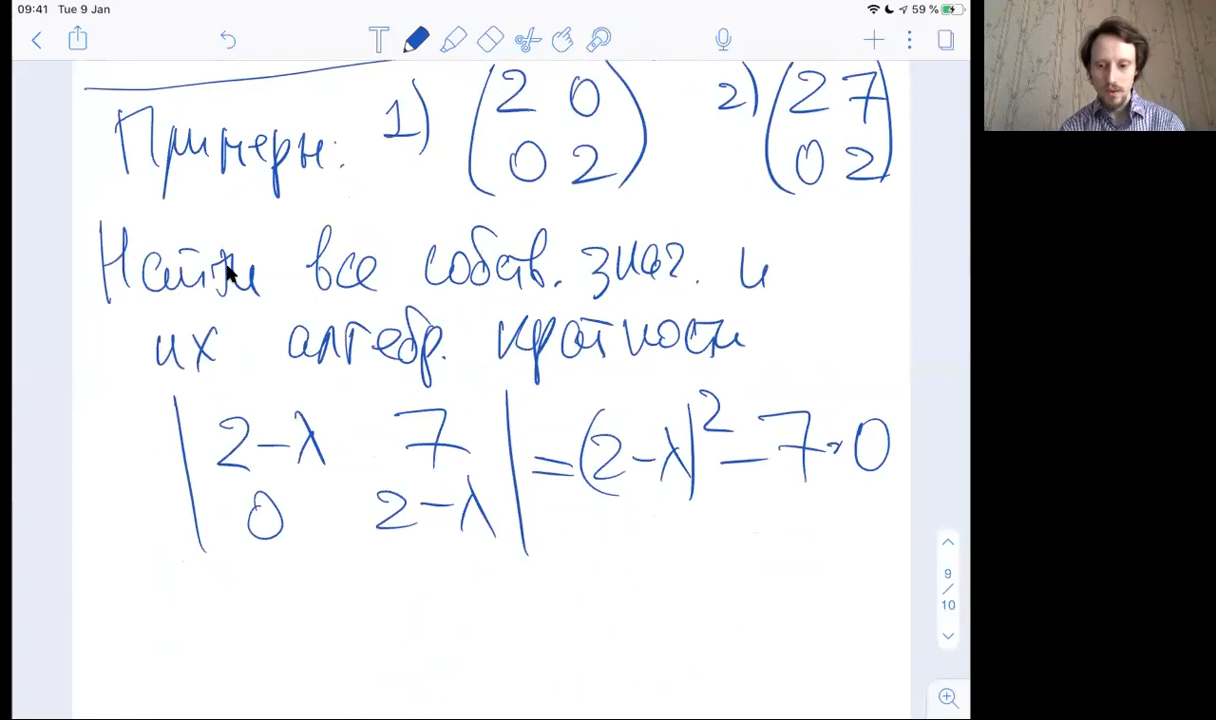 09:41 Tue 9 Jan 59 %
Примеры: 1) (2 0 0 2) 2) (2 7 0 2)
Найти все собств. знач. и
их алгебр. кратности
|2-λ 7 0 2-λ| = (2-λ)² - 7·0
9 / 10